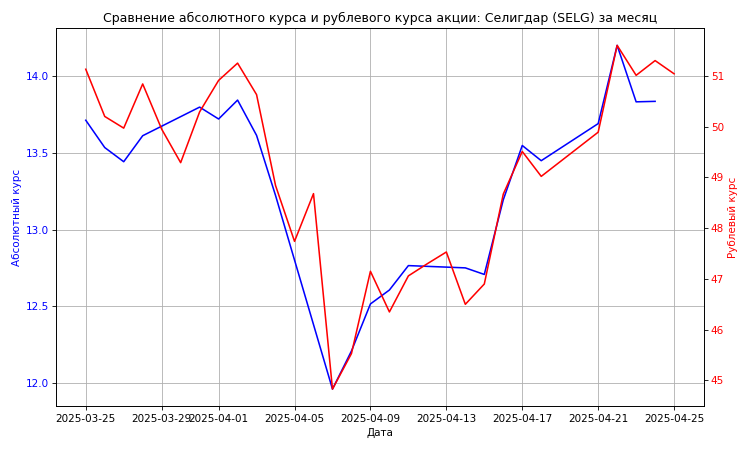 Сравнение абсолютного курса и рублевого курса акции: Селигдар (SELG) за месяц
Абсолютный курс
14.0
13.5
13.0
12.5
12.0
51
50
49
48
47
46
45
Рублевый курс
2025-03-25 2025-03-29 2025-04-01 2025-04-05 2025-04-09 2025-04-13 2025-04-17 2025-04-21 2025-04-25
Дата